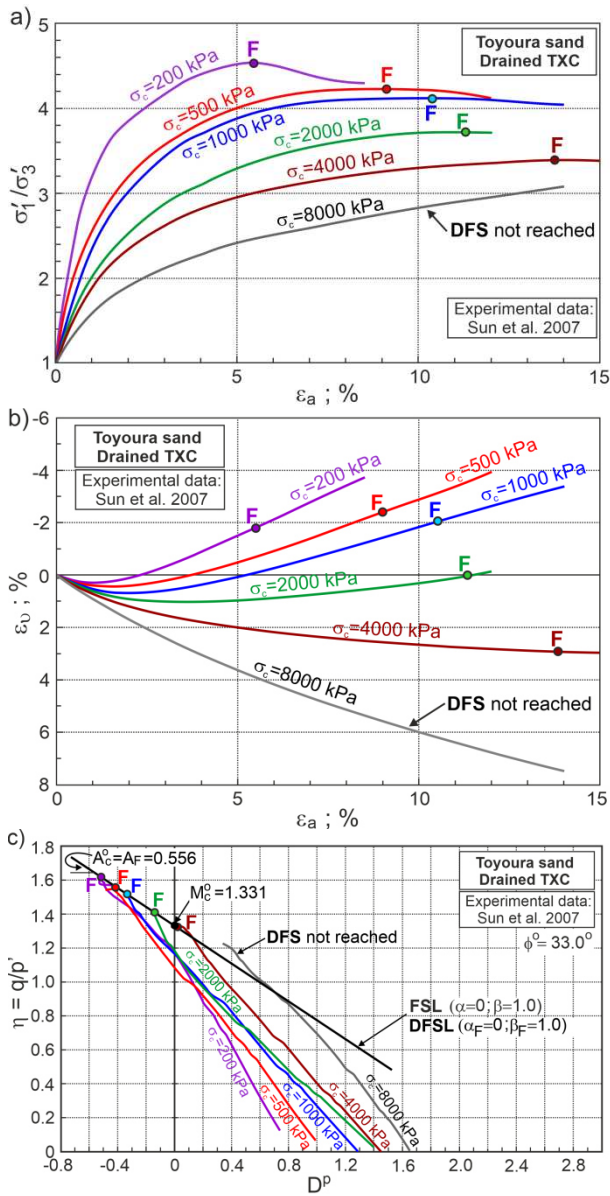 a)
5
4
3
2
1
σ'₁/σ'₃
F
F
F
F
F
Toyoura sand
Drained TXC
σc=200 kPa
σc=500 kPa
σc=1000 kPa
σc=2000 kPa
σc=4000 kPa
σc=8000 kPa
DFS not reached
Experimental data:
Sun et al. 2007
0 5 10 15
εa ; %
b)
-6
-4
-2
0
2
4
6
8
ευ ; %
Toyoura sand
Drained TXC
Experimental data:
Sun et al. 2007
σc=200 kPa
σc=500 kPa
σc=1000 kPa
F
F
F
F
σc=2000 kPa
σc=4000 kPa
F
σc=8000 kPa
DFS not reached
0 5 10 15
εa ; %
c)
2.0
1.8
1.6
1.4
1.2
1.0
0.8
0.6
0.4
0.2
0
η = q/p'
A°c=AF=0.556
M°c=1.331
F
F
F
F
F
Toyoura sand
Drained TXC
Experimental data:
Sun et al. 2007
ϕ°= 33.0°
DFS not reached
FSL (α=0;β=1.0)
DFSL (αF=0;βF=1.0)
σc=2000 kPa
σc=200 kPa
σc=500 kPa
σc=1000 kPa
σc=4000 kPa
σc=8000 kPa
-0.8 -0.4 0 0.4 0.8 1.2 1.6 2.0 2.4 2.8
Dᵖ